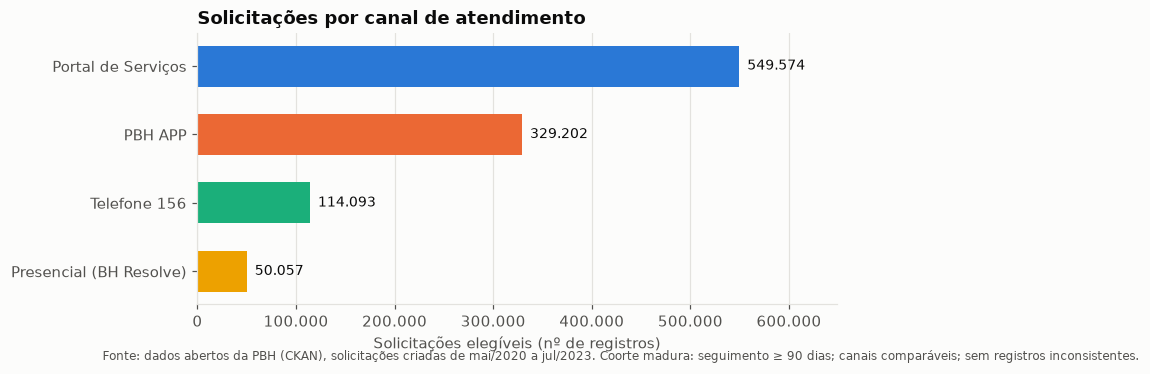 Solicitações por canal de atendimento
Portal de Serviços
549.574
PBH APP
329.202
Telefone 156
114.093
Presencial (BH Resolve)
50.057
0 100.000 200.000 300.000 400.000 500.000 600.000
Solicitações elegíveis (nº de registros)
Fonte: dados abertos da PBH (CKAN), solicitações criadas de mai/2020 a jul/2023. Coorte madura: seguimento ≥ 90 dias; canais comparáveis; sem registros inconsistentes.